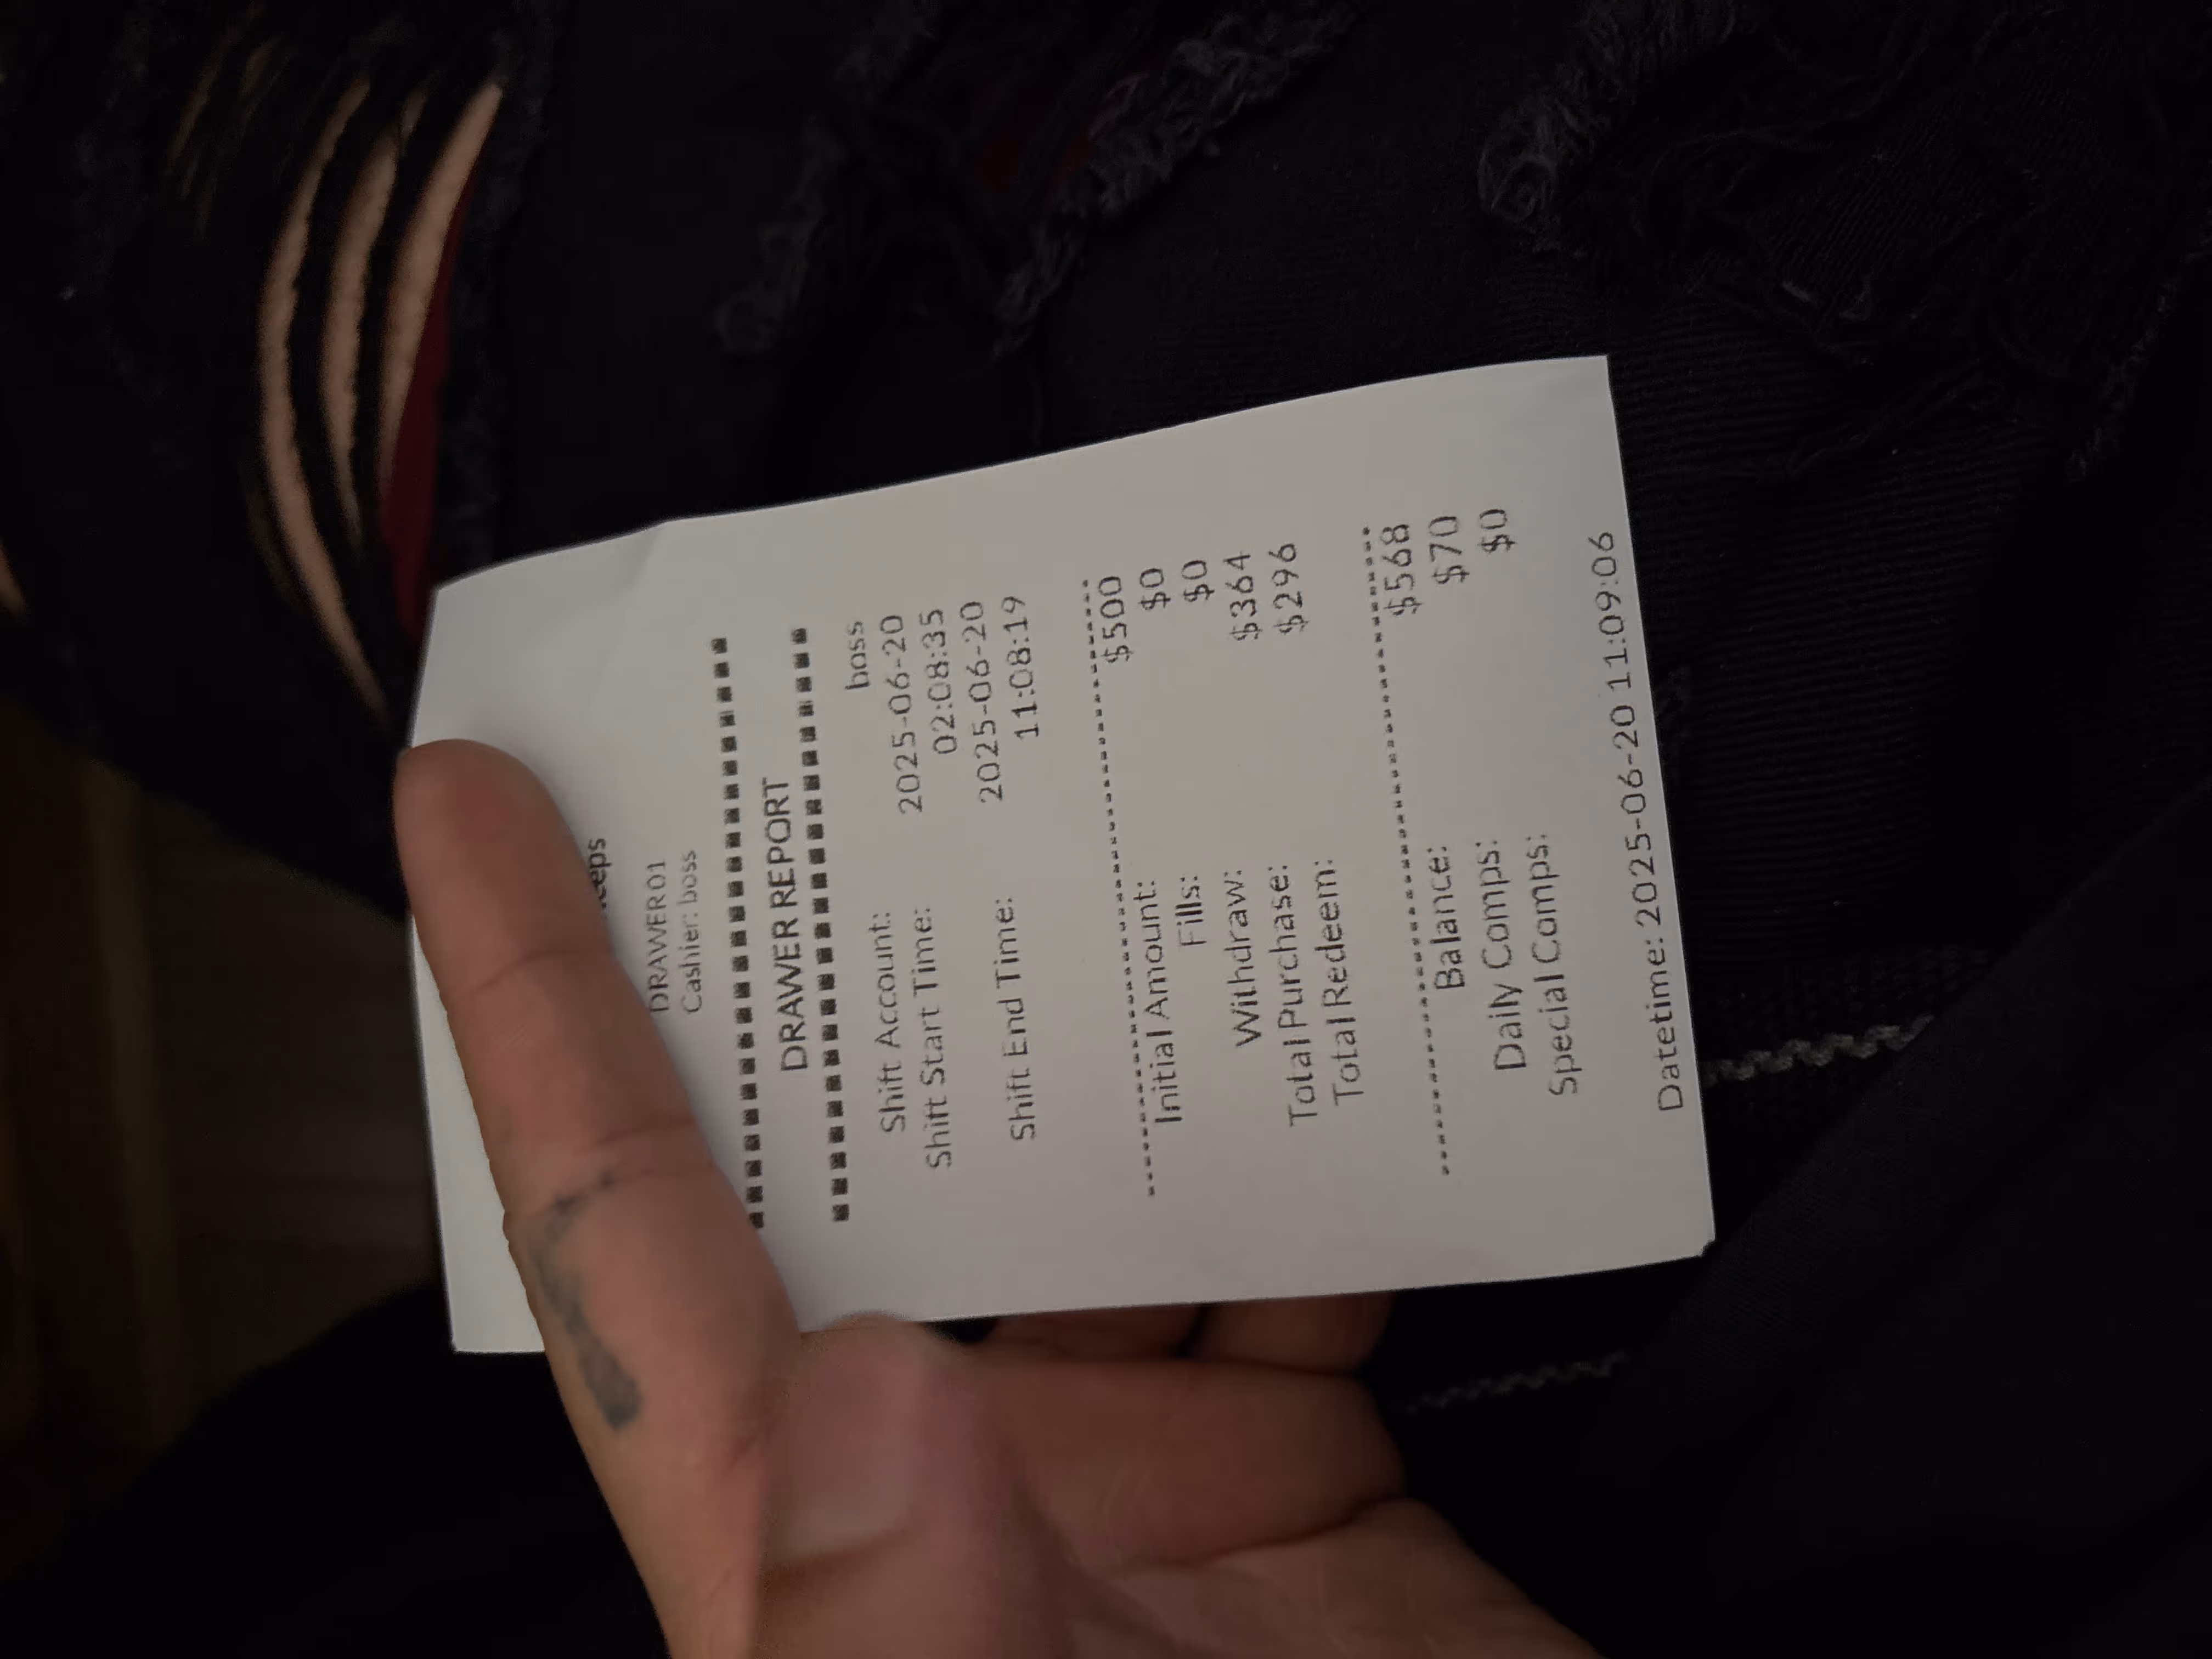 DRAWER01
Cashier: boss
DRAWER REPORT
Shift Account: boss
Shift Start Time: 2025-06-20
02:08:35
Shift End Time: 2025-06-20
11:08:19
Initial Amount: $500
Fills: $0
Withdraw: $0
Total Purchase: $364
Total Redeem: $296
Balance: $568
Daily Comps: $70
Special Comps: $0
Datetime: 2025-06-20 11:09:06